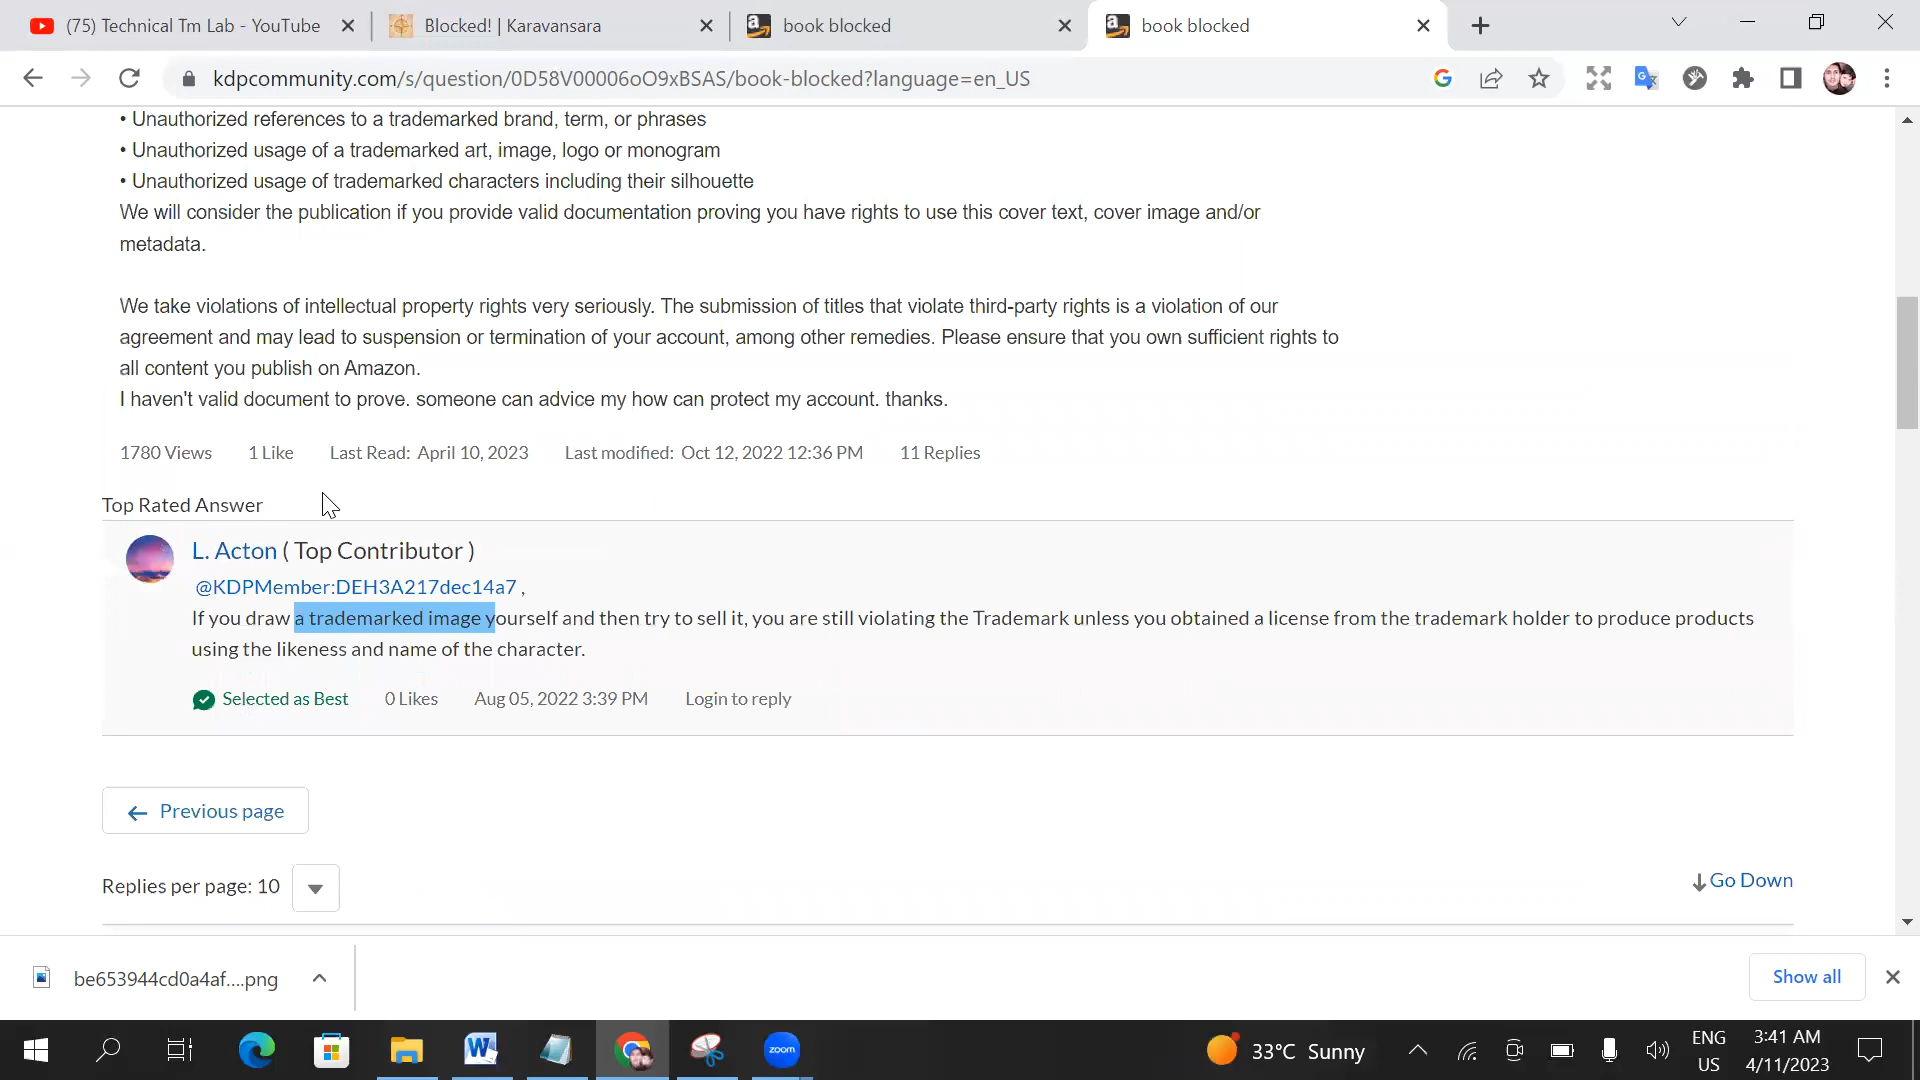 (75) Technical Tm Lab - YouTube
Blocked! | Karavansara
book blocked
book blocked
kdpcommunity.com/s/question/0D58V00006oO9xBSAS/book-blocked?language=en_US
• Unauthorized references to a trademarked brand, term, or phrases
• Unauthorized usage of a trademarked art, image, logo or monogram
• Unauthorized usage of trademarked characters including their silhouette
We will consider the publication if you provide valid documentation proving you have rights to use this cover text, cover image and/or
metadata.
We take violations of intellectual property rights very seriously. The submission of titles that violate third-party rights is a violation of our
agreement and may lead to suspension or termination of your account, among other remedies. Please ensure that you own sufficient rights to
all content you publish on Amazon.
I haven't valid document to prove. someone can advice my how can protect my account. thanks.
1780 Views 1 Like Last Read: April 10, 2023 Last modified: Oct 12, 2022 12:36 PM 11 Replies
Top Rated Answer
L. Acton ( Top Contributor )
@KDPMember:DEH3A217dec14a7 ,
If you draw a trademarked image yourself and then try to sell it, you are still violating the Trademark unless you obtained a license from the trademark holder to produce products
using the likeness and name of the character.
Selected as Best 0 Likes Aug 05, 2022 3:39 PM Login to reply
Previous page
Replies per page: 10
Go Down
be653944cd0a4af....png
Show all
zoom
33°C Sunny
ENG
US
3:41 AM
4/11/2023